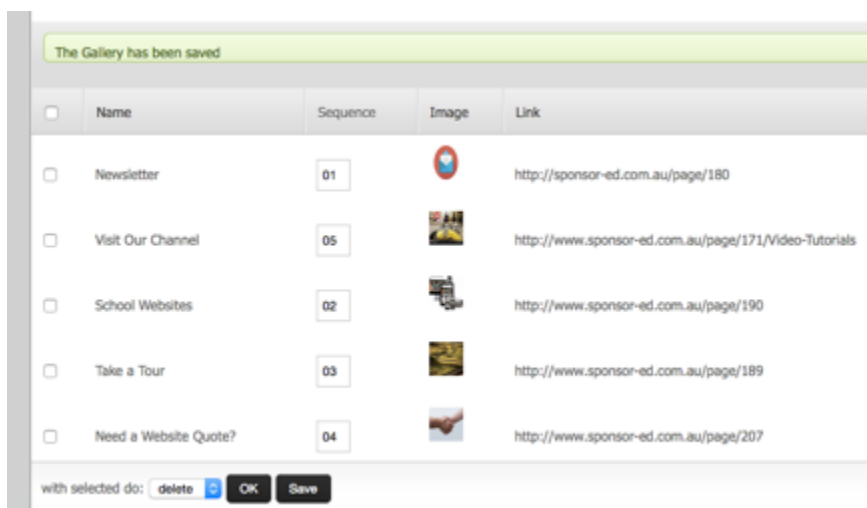 The Gallery has been saved
Name Sequence Image Link
Newsletter 01 http://sponsor-ed.com.au/page/180
Visit Our Channel 05 http://www.sponsor-ed.com.au/page/171/Video-Tutorials
School Websites 02 http://www.sponsor-ed.com.au/page/190
Take a Tour 03 http://www.sponsor-ed.com.au/page/189
Need a Website Quote? 04 http://www.sponsor-ed.com.au/page/207
with selected do: delete OK Save